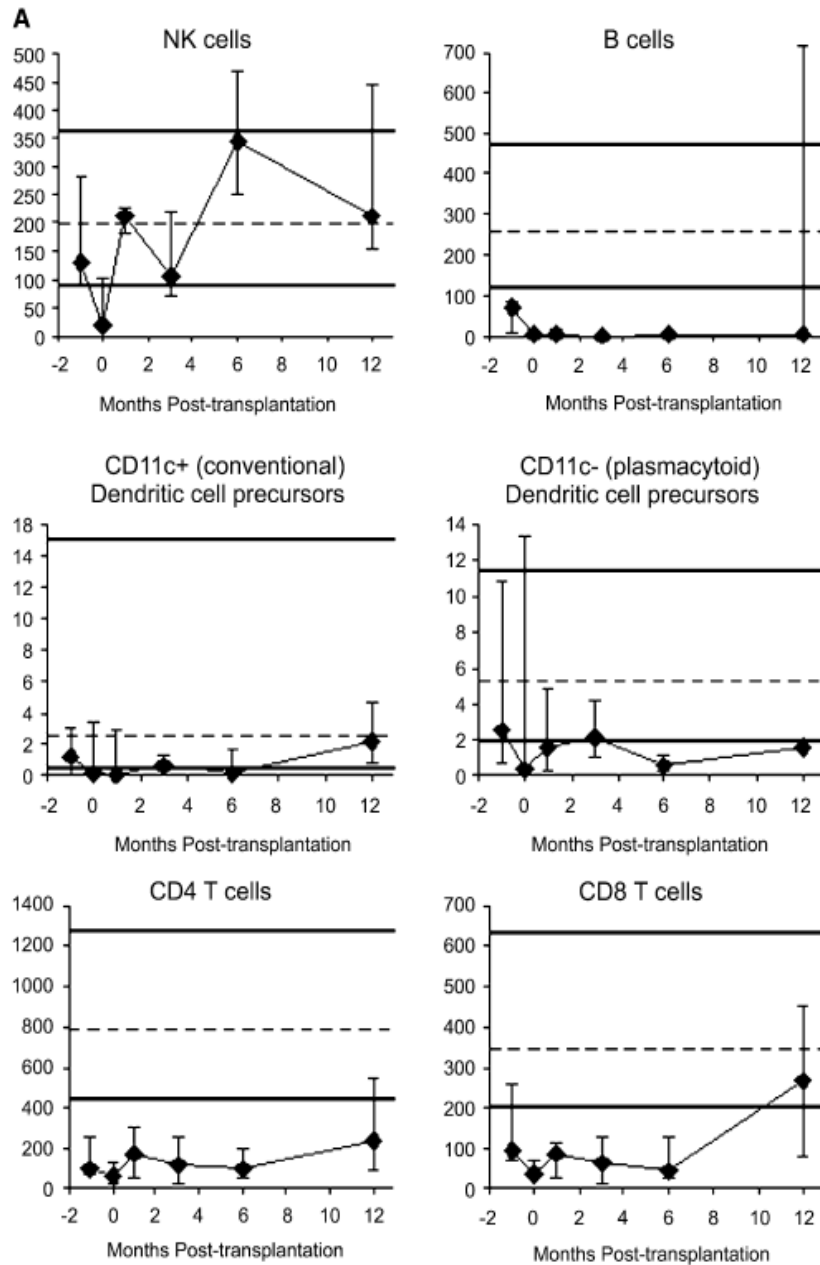 A
NK cells
500
450
400
350
300
250
200
150
100
50
0
-2 0 2 4 6 8 10 12
Months Post-transplantation
B cells
700
600
500
400
300
200
100
0
-2 0 2 4 6 8 10 12
Months Post-transplantation
CD11c+ (conventional)
Dendritic cell precursors
18
16
14
12
10
8
6
4
2
0
-2 0 2 4 6 8 10 12
Months Post-transplantation
CD11c- (plasmacytoid)
Dendritic cell precursors
14
12
10
8
6
4
2
0
-2 0 2 4 6 8 10 12
Months Post-transplantation
CD4 T cells
1400
1200
1000
800
600
400
200
0
-2 0 2 4 6 8 10 12
Months Post-transplantation
CD8 T cells
700
600
500
400
300
200
100
0
-2 0 2 4 6 8 10 12
Months Post-transplantation